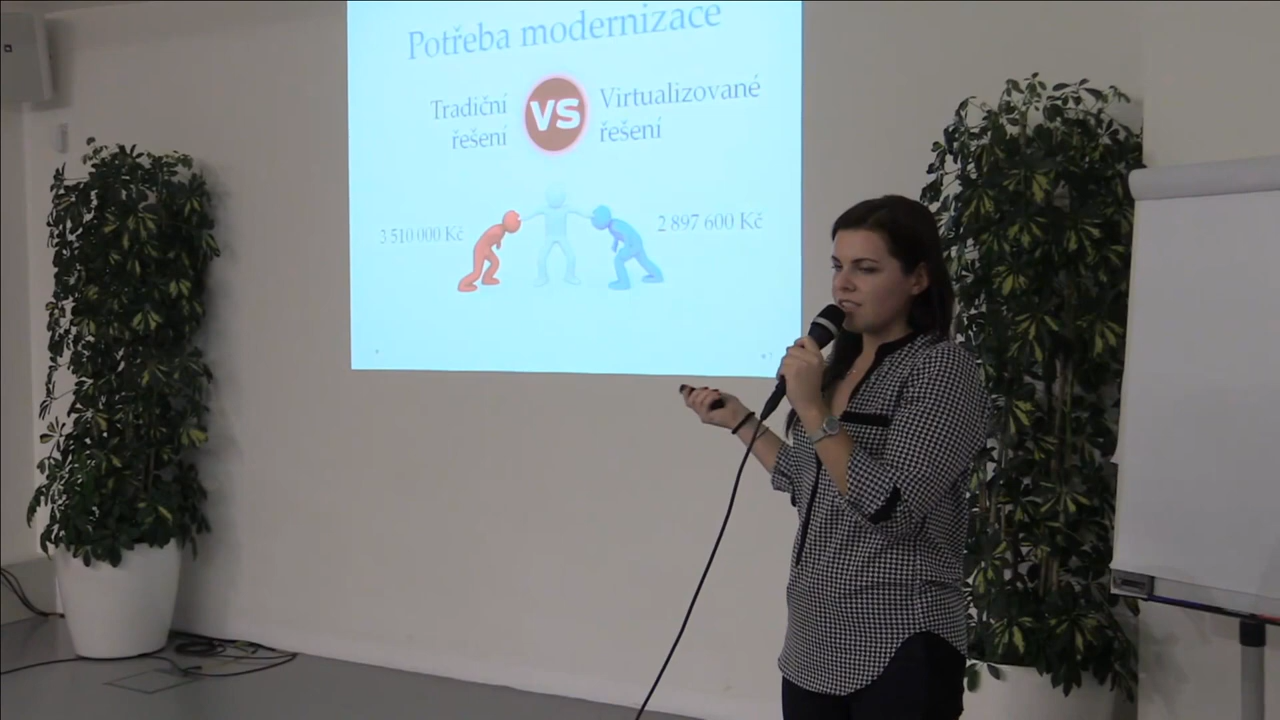 Potřeba modernizace
Tradiční
řešení
VS
Virtualizované
řešení
3 510 000 Kč
2 897 600 Kč